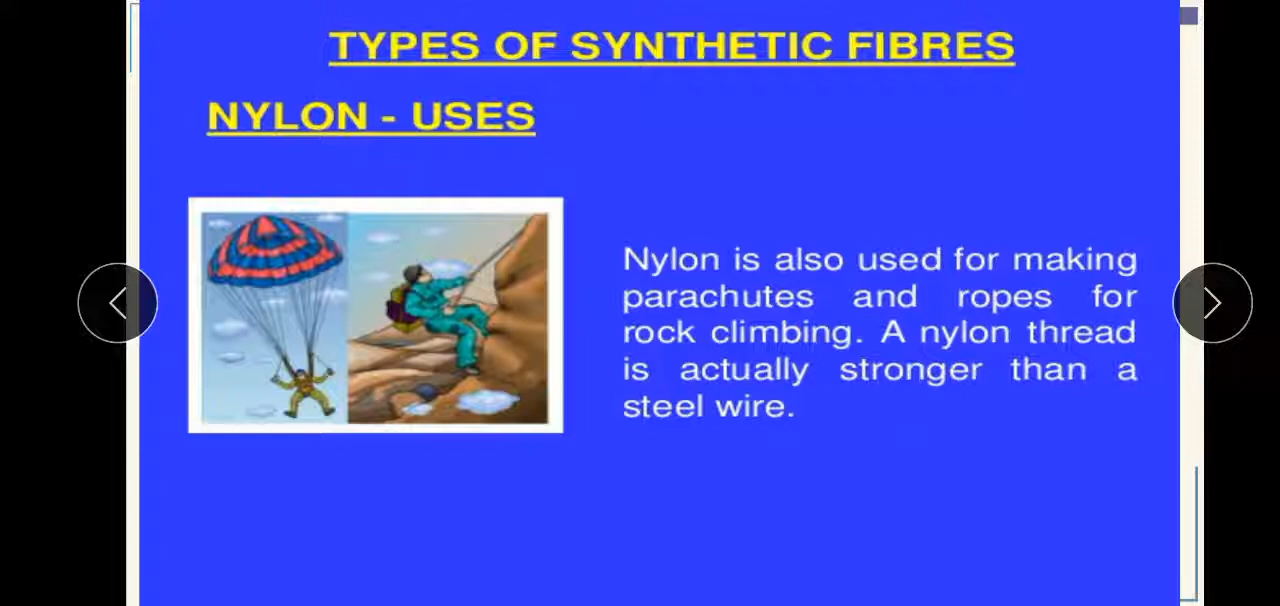 TYPES OF SYNTHETIC FIBRES
NYLON - USES
Nylon is also used for making
parachutes and ropes for
rock climbing. A nylon thread
is actually stronger than a
steel wire.